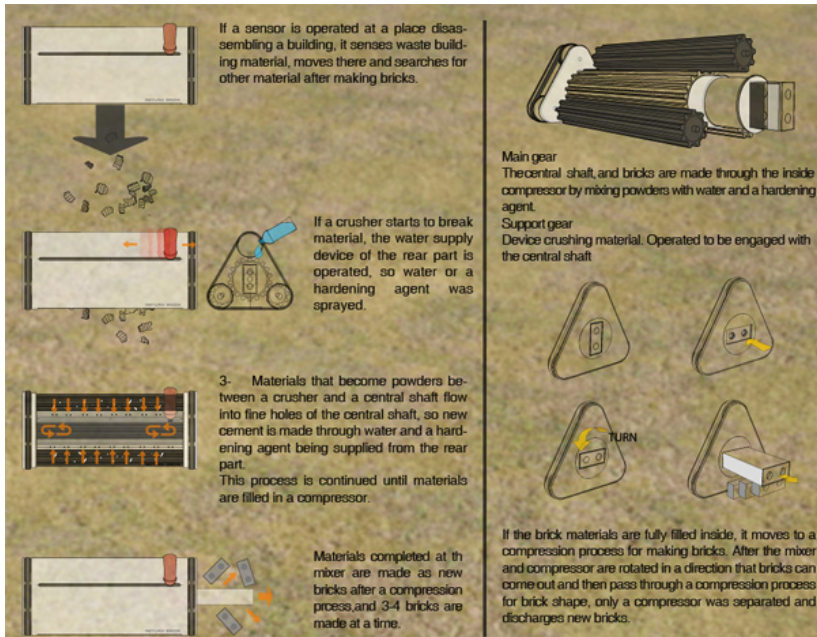 If a sensor is operated at a place disas-
sembling a building, it senses waste build-
ing material, moves there and searches for
other material after making bricks.
If a crusher starts to break
material, the water supply
device of the rear part is
operated, so water or a
hardening agent was
sprayed.
3- Materials that become powders be-
tween a crusher and a central shaft flow
into fine holes of the central shaft, so new
cement is made through water and a hard-
ening agent being supplied from the rear
part.
This process is continued until materials
are filled in a compressor.
Materials completed at th
mixer are made as new
bricks after a compression
prcess,and 3-4 bricks are
made at a time.
Main gear
Thecentral shaft,and bricks are made through the inside
compressor by mixing powders with water and a hardening
agent.
Support gear
Device crushing material. Operated to be engaged with
the central shaft
TURN
If the brick materials are fully filled inside, it moves to a
compression process for making bricks. After the mixer
and compressor are rotated in a direction that bricks can
come out and then pass through a compression process
for brick shape, only a compressor was separated and
discharges new bricks.